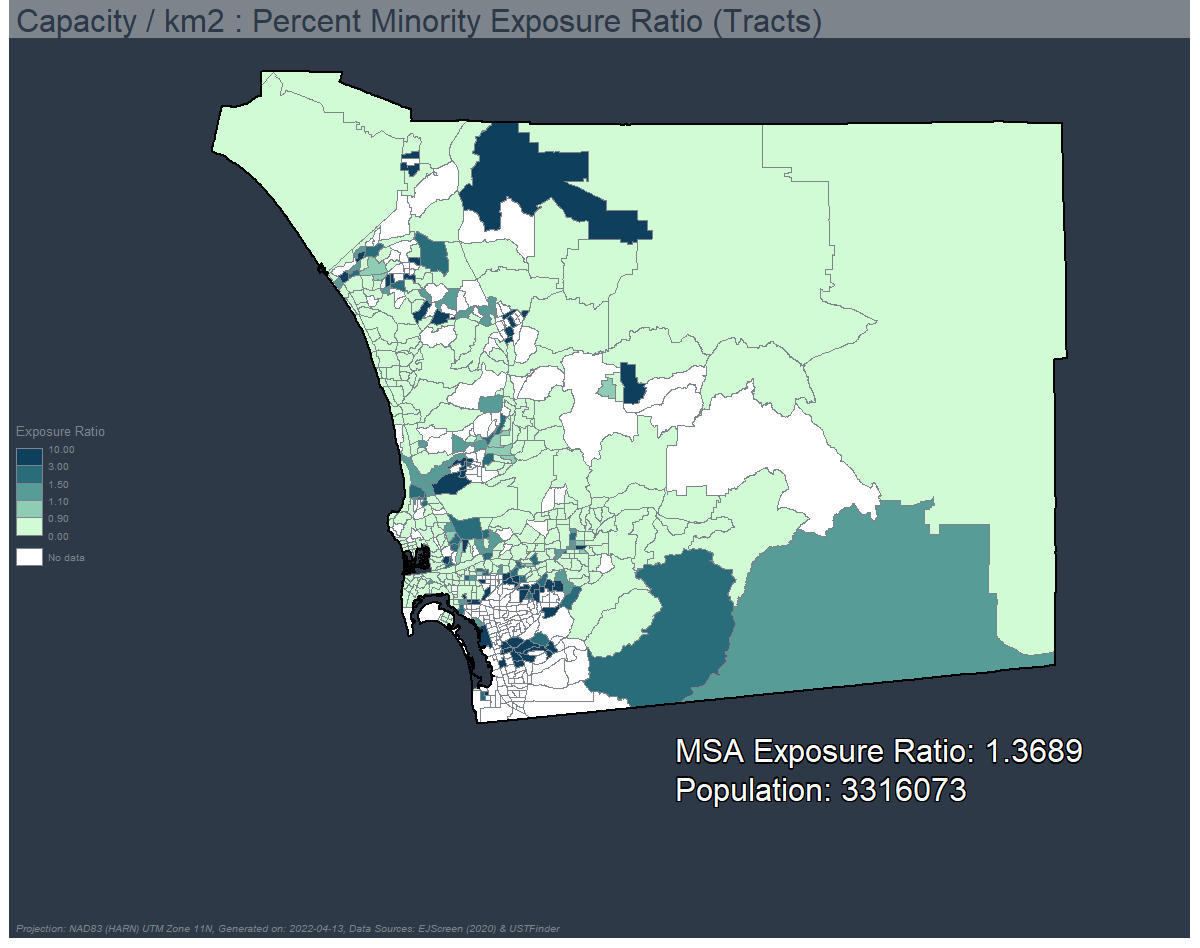 Capacity / km2 : Percent Minority Exposure Ratio (Tracts)
Exposure Ratio
10.00
3.00
1.50
1.10
0.90
0.00
No data
MSA Exposure Ratio: 1.3689
Population: 3316073
Projection: NAD83 (HARN) UTM Zone 11N, Generated on: 2022-04-13, Data Sources: EJScreen (2020) & USTFinder